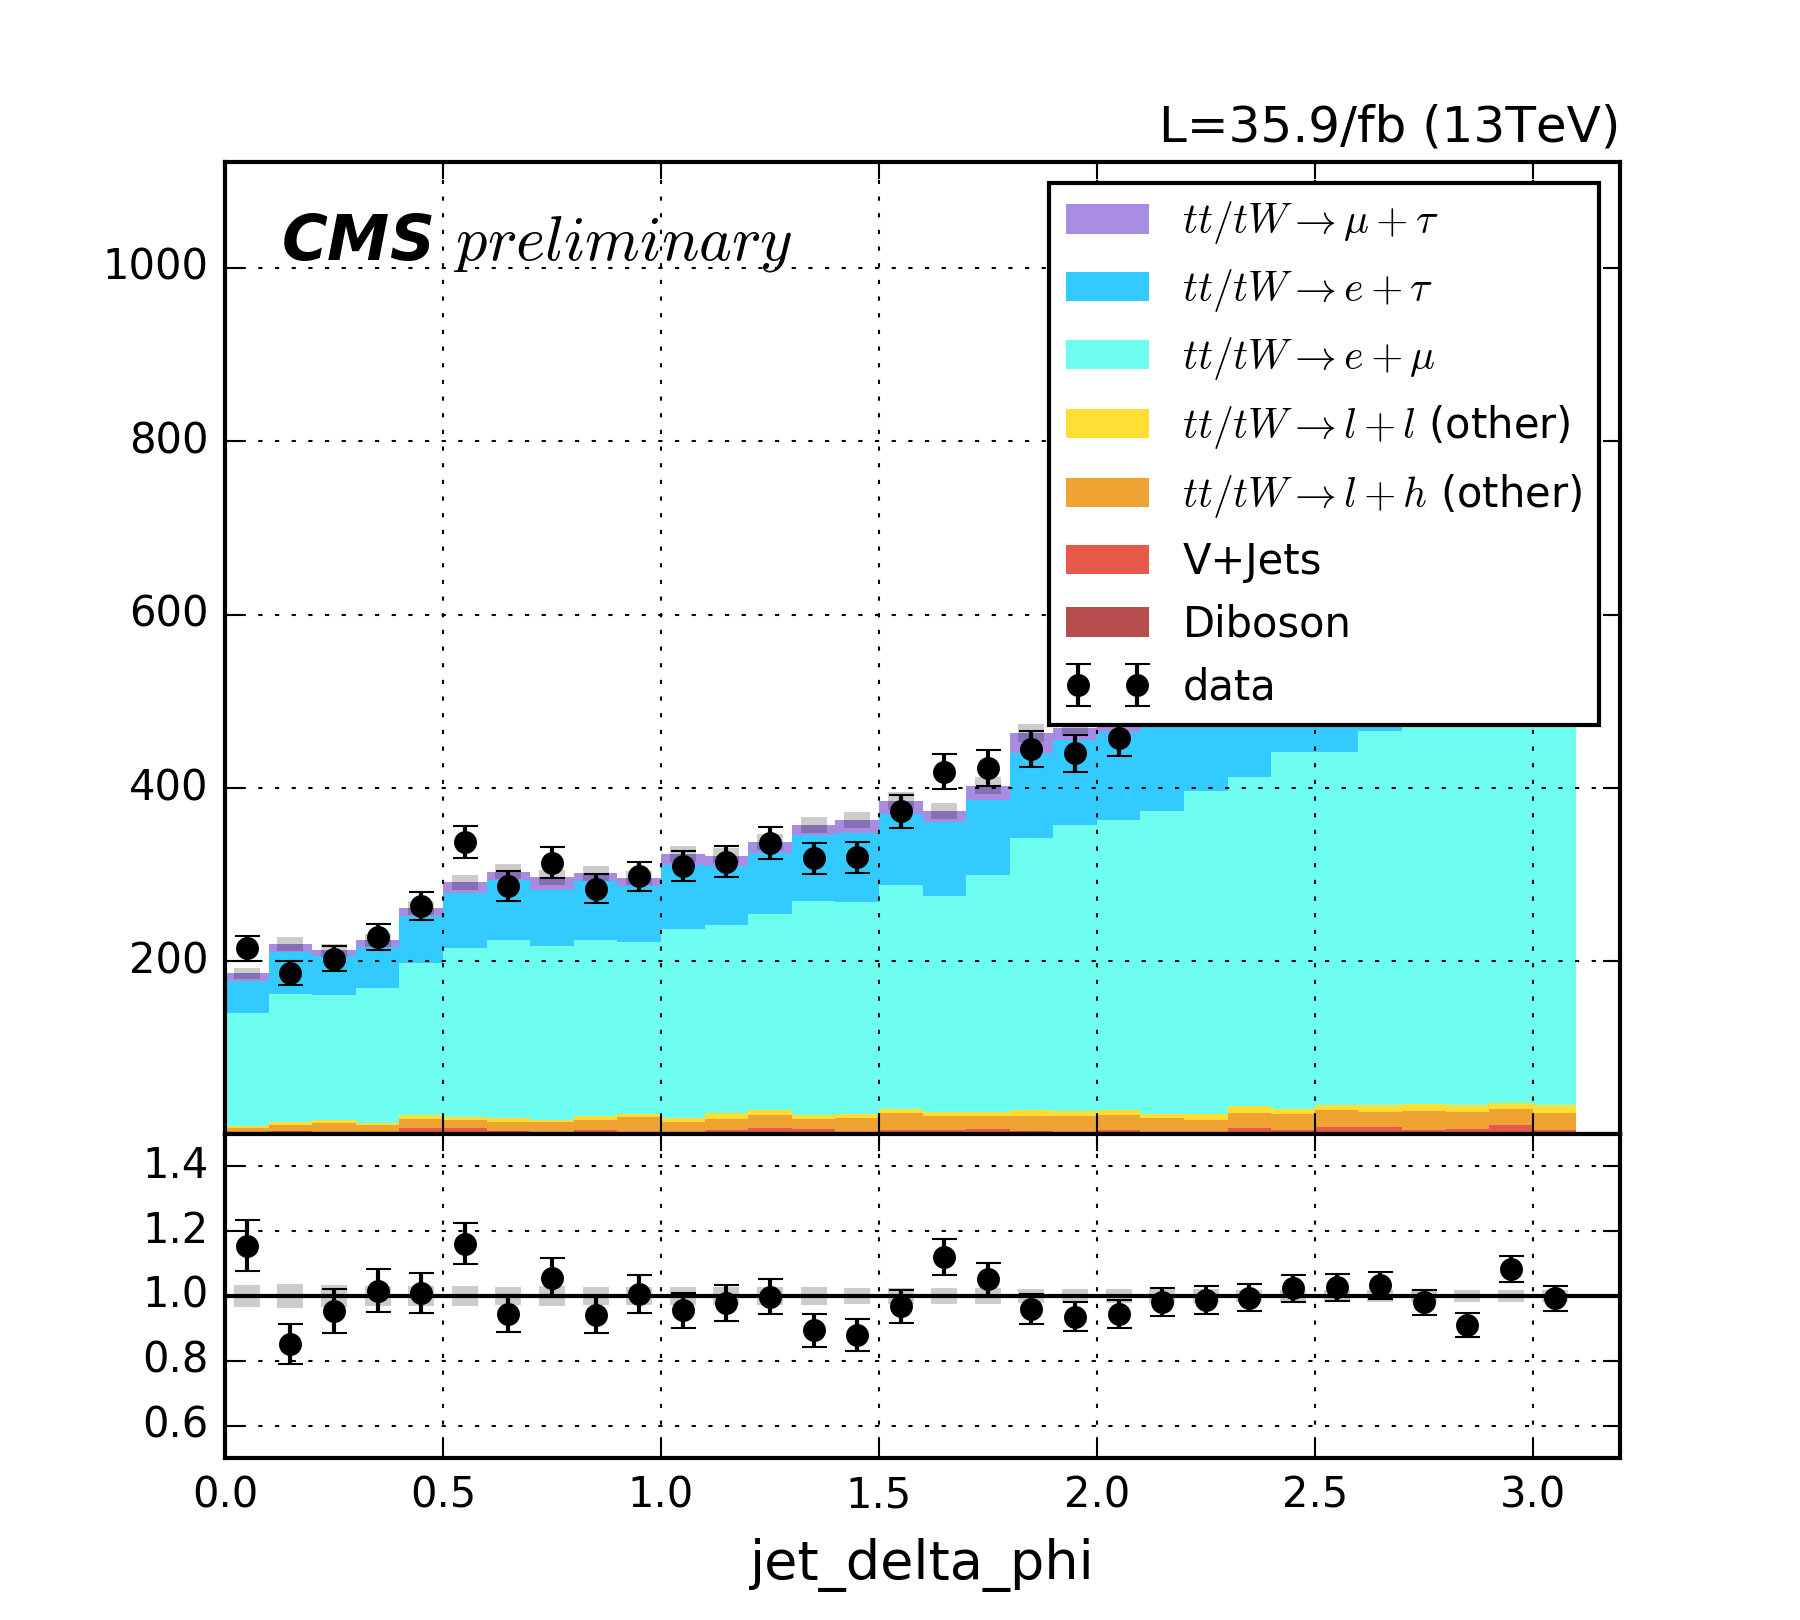 L=35.9/fb (13TeV)
CMS preliminary
tt/tW→μ+τ
tt/tW→e+τ
tt/tW→e+μ
tt/tW→l+l (other)
tt/tW→l+h (other)
V+Jets
Diboson
data
1000
800
600
400
200
1.4
1.2
1.0
0.8
0.6
0.0 0.5 1.0 1.5 2.0 2.5 3.0
jet_delta_phi